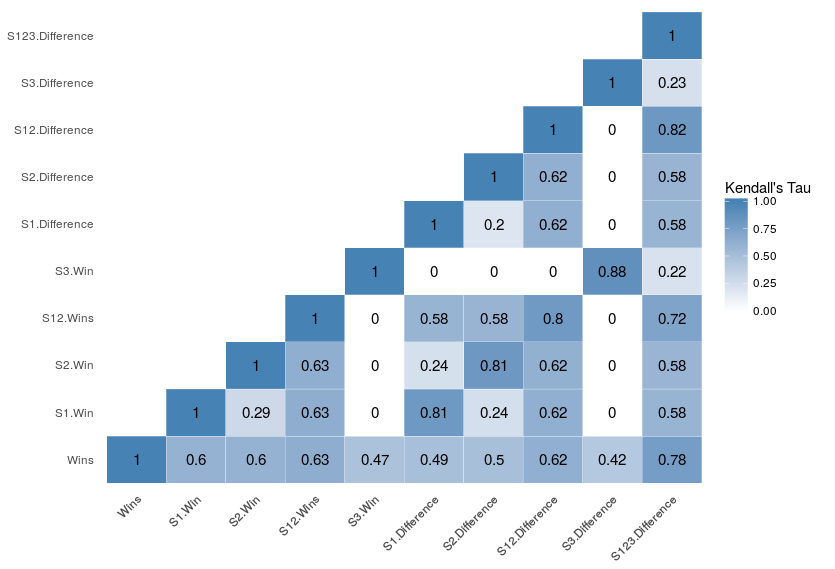 S123.Difference 1
S3.Difference 1 0.23
S12.Difference 1 0 0.82
S2.Difference 1 0.62 0 0.58
S1.Difference 1 0.2 0.62 0 0.58
S3.Win 1 0 0 0 0.88 0.22
S12.Wins 1 0 0.58 0.58 0.8 0 0.72
S2.Win 1 0.63 0 0.24 0.81 0.62 0 0.58
S1.Win 1 0.29 0.63 0 0.81 0.24 0.62 0 0.58
Wins 1 0.6 0.6 0.63 0.47 0.49 0.5 0.62 0.42 0.78
Wins S1.Win S2.Win S12.Wins S3.Win S1.Difference S2.Difference S12.Difference S3.Difference S123.Difference
Kendall's Tau
1.00
0.75
0.50
0.25
0.00